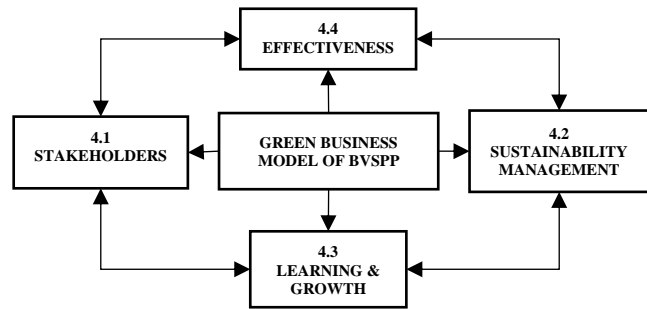 4.4
EFFECTIVENESS
4.1
STAKEHOLDERS
GREEN BUSINESS
MODEL OF BVSPP
4.2
SUSTAINABILITY
MANAGEMENT
4.3
LEARNING &
GROWTH